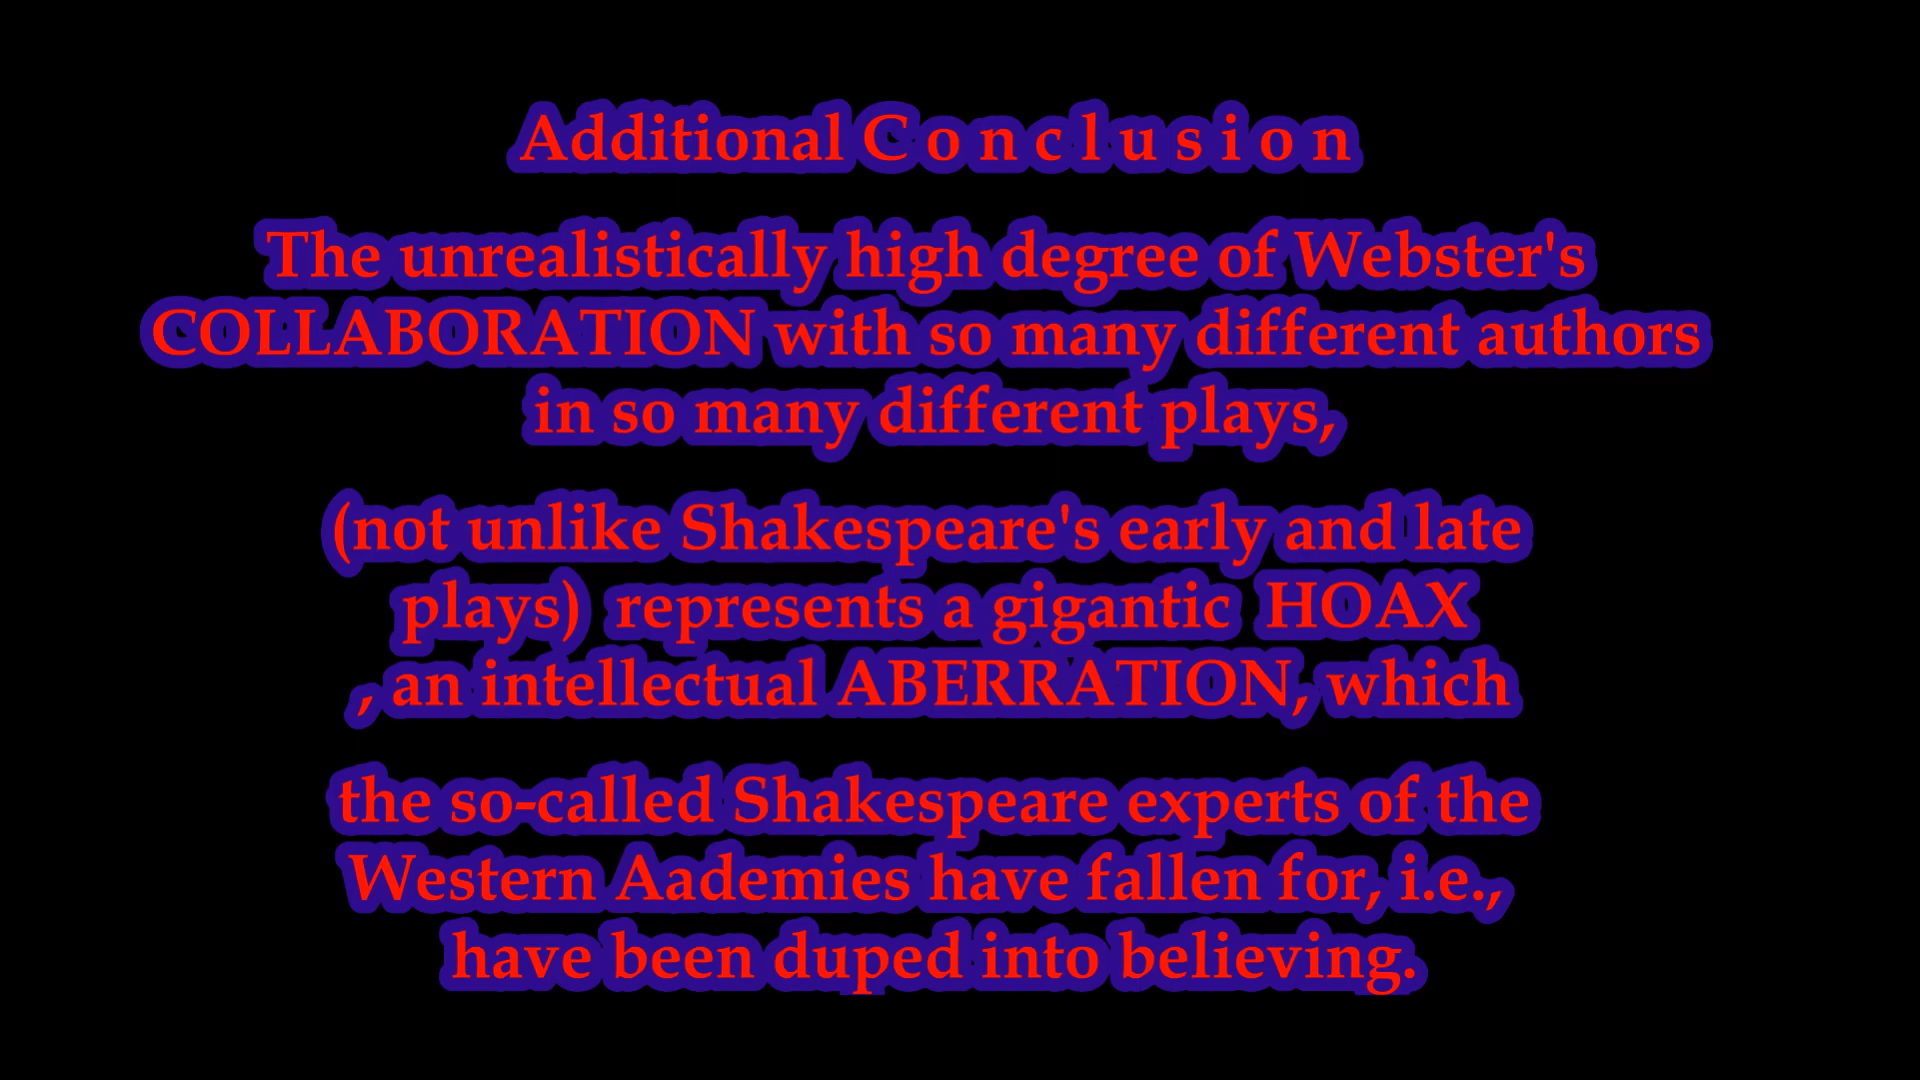 Additional C o n c l u s i o n
The unrealistically high degree of Webster's
COLLABORATION with so many different authors
in so many different plays,
(not unlike Shakespeare's early and late
plays)  represents a gigantic  HOAX
, an intellectual ABERRATION, which
the so-called Shakespeare experts of the
Western Aademies have fallen for, i.e.,
have been duped into believing.